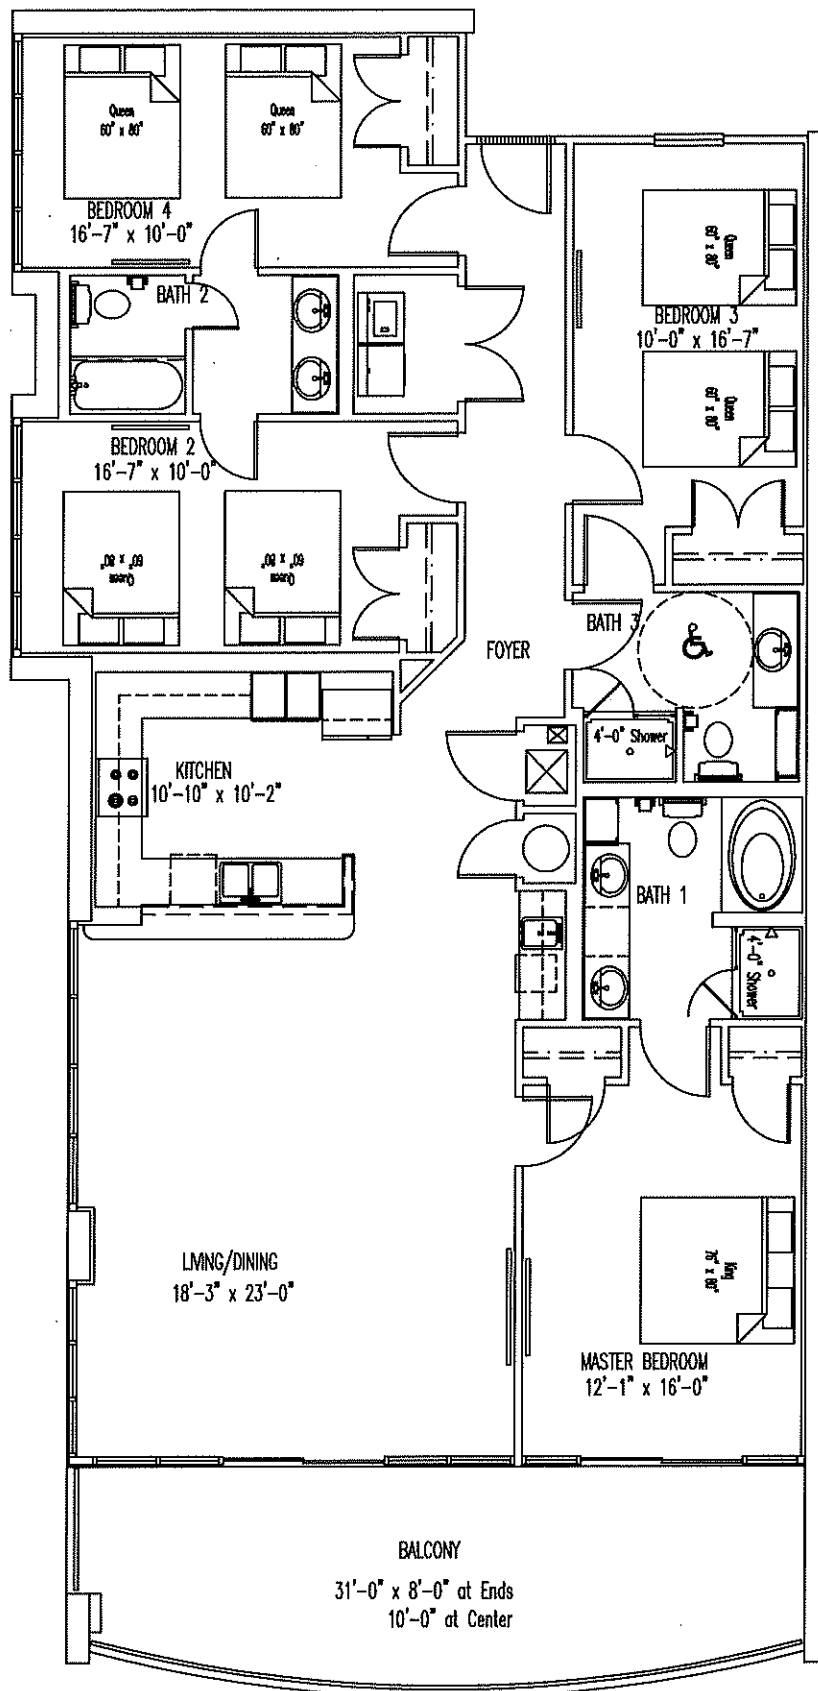 Queen
60" x 80"
Queen
60" x 80"
BEDROOM 4
16'-7" x 10'-0"
Queen
60" x 80"
BATH 2
BEDROOM 3
10'-0" x 16'-7"
Queen
60" x 80"
BEDROOM 2
16'-7" x 10'-0"
Queen
60" x 80"
Queen
60" x 80"
BATH 3
FOYER
4'-0" Shower
KITCHEN
10'-10" x 10'-2"
BATH 1
4'-0" Shower
King
76" x 80"
LIVING/DINING
18'-3" x 23'-0"
MASTER BEDROOM
12'-1" x 16'-0"
BALCONY
31'-0" x 8'-0" at Ends
10'-0" at Center